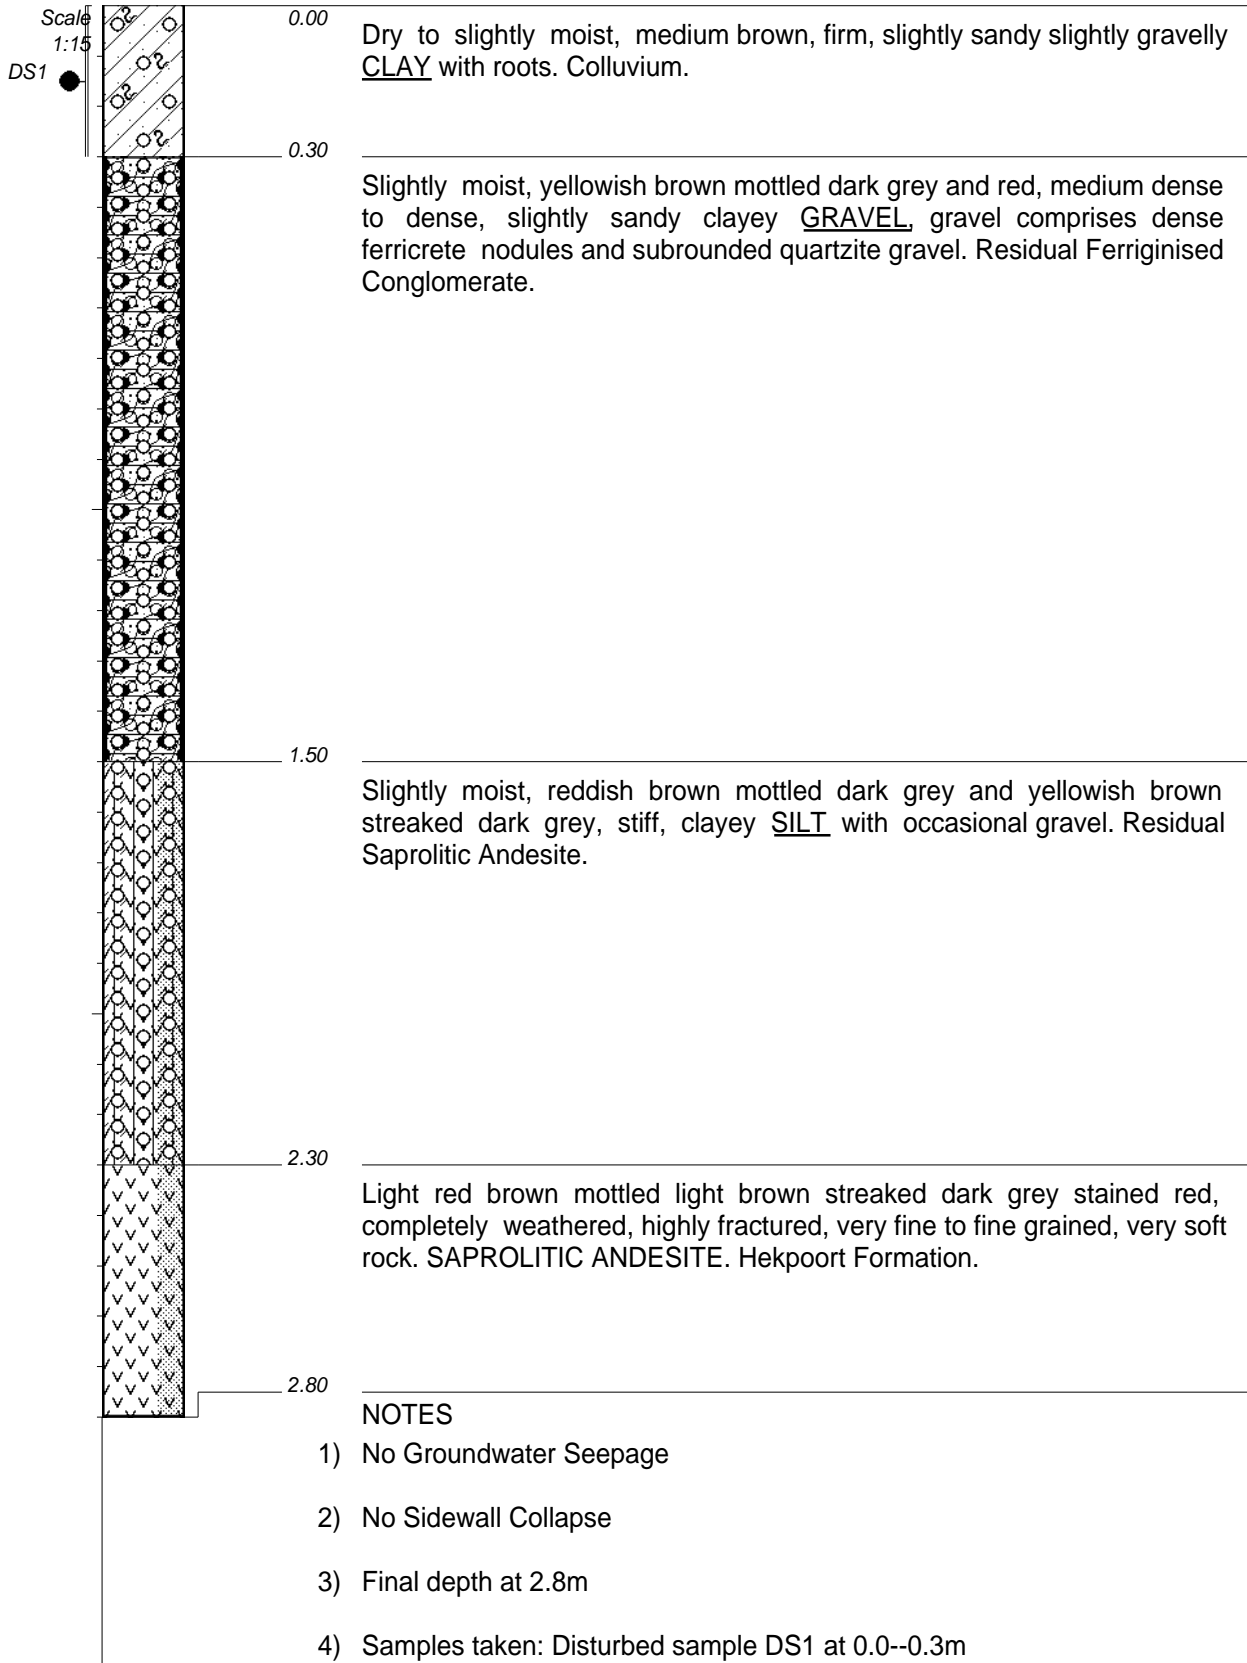 Scale
1:15
DS1
0.00
Dry to slightly moist, medium brown, firm, slightly sandy slightly gravelly
CLAY with roots. Colluvium.
0.30
Slightly moist, yellowish brown mottled dark grey and red, medium dense
to dense, slightly sandy clayey GRAVEL, gravel comprises dense
ferricrete nodules and subrounded quartzite gravel. Residual Ferriginised
Conglomerate.
1.50
Slightly moist, reddish brown mottled dark grey and yellowish brown
streaked dark grey, stiff, clayey SILT with occasional gravel. Residual
Saprolitic Andesite.
2.30
Light red brown mottled light brown streaked dark grey stained red,
completely weathered, highly fractured, very fine to fine grained, very soft
rock. SAPROLITIC ANDESITE. Hekpoort Formation.
2.80
NOTES
1) No Groundwater Seepage
2) No Sidewall Collapse
3) Final depth at 2.8m
4) Samples taken: Disturbed sample DS1 at 0.0--0.3m